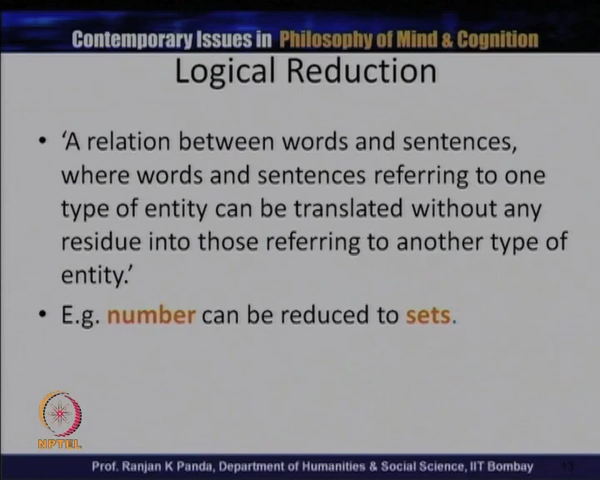 Contemporary Issues in Philosophy of Mind & Cognition
Logical Reduction
• ‘A relation between words and sentences,
where words and sentences referring to one
type of entity can be translated without any
residue into those referring to another type of
entity.’
• E.g. number can be reduced to sets.
NPTEL
Prof. Ranjan K Panda, Department of Humanities & Social Science, IIT Bombay
13